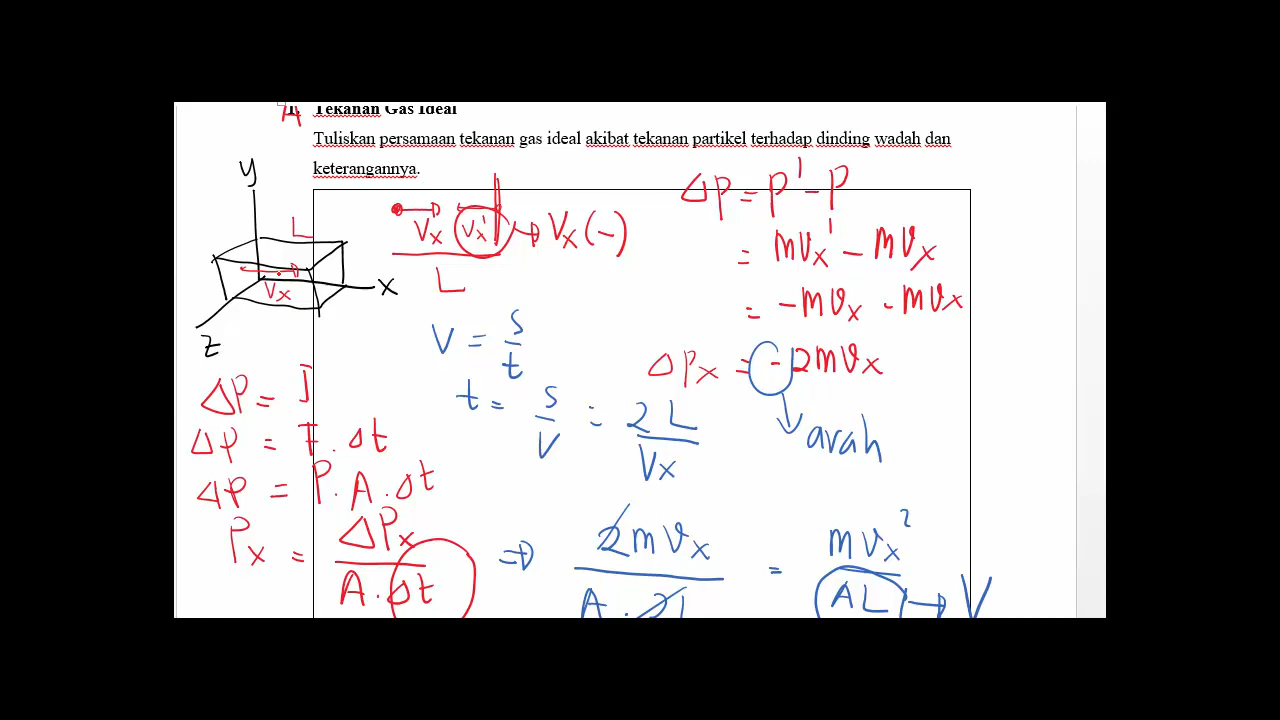 II. Tekanan Gas Ideal
A
Tuliskan persamaan tekanan gas ideal akibat tekanan partikel terhadap dinding wadah dan
keterangannya.
y
L
Vx
x
z
Vx Vx' → Vx (-)
L
ΔP = P' - P
= mVx' - mVx
= -mVx - mVx
ΔPx = -2mVx
↓ arah
V = s/t
t = s/V = 2L/Vx
ΔP = I
ΔP = F . Δt
ΔP = P . A . Δt
Px = ΔPx / A . Δt ⇒ 2mVx / A . 2L = mVx² / AL → V